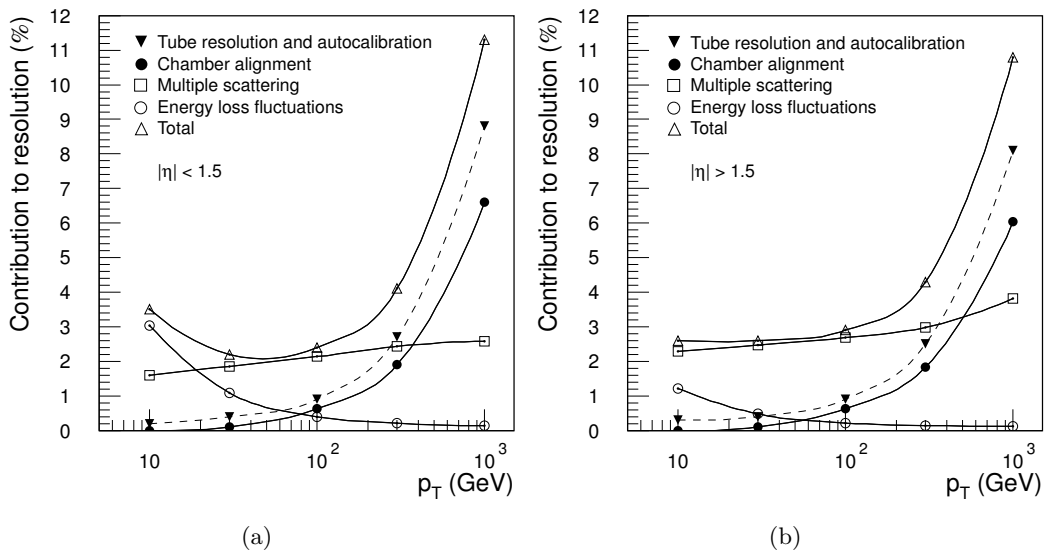 Contribution to resolution (%)
12
11
10
9
8
7
6
5
4
3
2
1
0
Tube resolution and autocalibration
Chamber alignment
Multiple scattering
Energy loss fluctuations
Total
|η| < 1.5
10
10²
10³
p_T (GeV)
(a)
Contribution to resolution (%)
12
11
10
9
8
7
6
5
4
3
2
1
0
Tube resolution and autocalibration
Chamber alignment
Multiple scattering
Energy loss fluctuations
Total
|η| > 1.5
10
10²
10³
p_T (GeV)
(b)